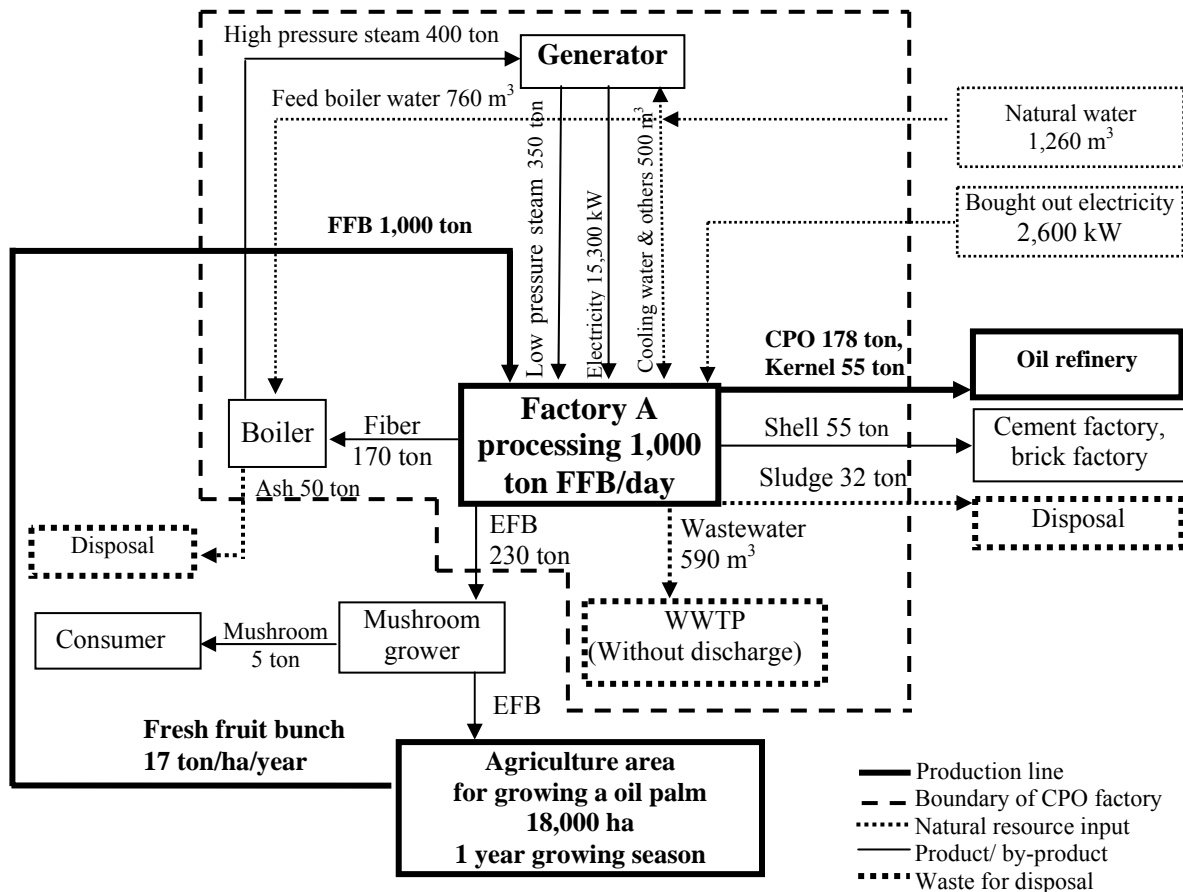 High pressure steam 400 ton
Generator
Feed boiler water 760 m³
Natural water
1,260 m³
Bought out electricity
2,600 kW
FFB 1,000 ton
Low pressure steam 350 ton
Electricity 15,300 kW
Cooling water & others 500 m³
CPO 178 ton,
Kernel 55 ton
Oil refinery
Factory A
processing 1,000
ton FFB/day
Boiler
Fiber
170 ton
Shell 55 ton
Cement factory,
brick factory
Ash 50 ton
Sludge 32 ton
Disposal
Disposal
EFB
230 ton
Wastewater
590 m³
Consumer
Mushroom
5 ton
Mushroom
grower
WWTP
(Without discharge)
EFB
Fresh fruit bunch
17 ton/ha/year
Agriculture area
for growing a oil palm
18,000 ha
1 year growing season
Production line
Boundary of CPO factory
Natural resource input
Product/ by-product
Waste for disposal